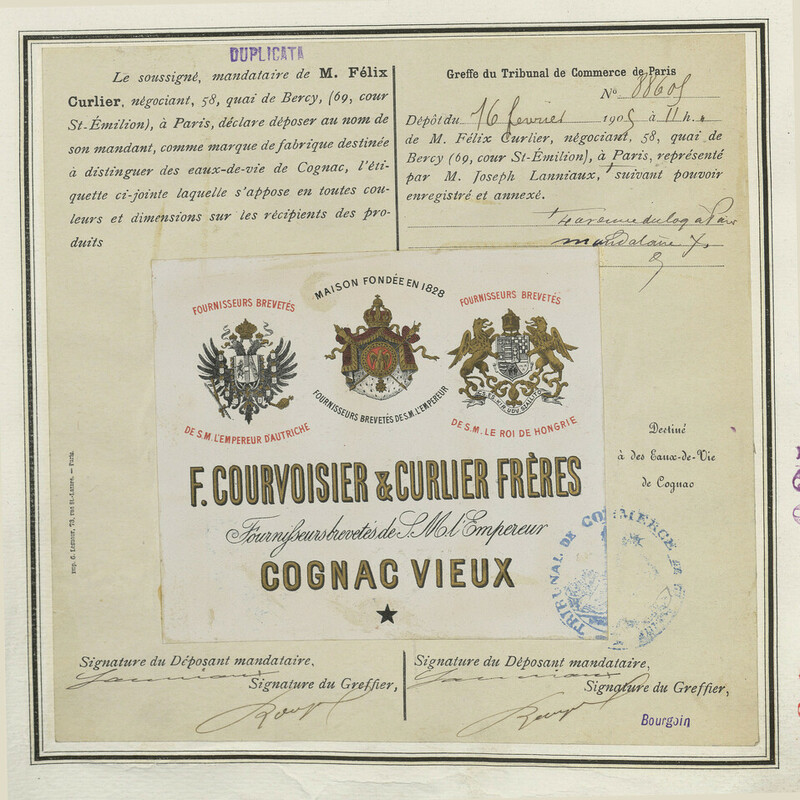 DUPLICATA
Le soussigné, mandataire de M. Félix
Curlier, négociant, 58, quai de Bercy, (69, cour
St-Émilion), à Paris, déclare déposer au nom de
son mandant, comme marque de fabrique destinée
à distinguer des eaux-de-vie de Cognac, l'éti-
quette ci-jointe laquelle s'appose en toutes cou-
leurs et dimensions sur les récipients des pro-
duits
Greffe du Tribunal de Commerce de Paris
No 88605
Dépôt du 16 fevrier 1905 à 11 h.
de M. Félix Curlier, négociant, 58, quai de
Bercy (69, cour St-Émilion), à Paris, représenté
par M. Joseph Lanniaux, suivant pouvoir
enregistré et annexé.
mandataire
MAISON FONDÉE EN 1828
FOURNISSEURS BREVETÉS
FOURNISSEURS BREVETÉS
DE S.M. L'EMPEREUR D'AUTRICHE
FOURNISSEURS BREVETÉS DE S.M. L'EMPEREUR
DE S.M. LE ROI DE HONGRIE
F. COURVOISIER & CURLIER FRÈRES
Fournisseurs brevetés de S. M. l'Empereur
COGNAC VIEUX
Destiné
à des Eaux-de-Vie
de Cognac
TRIBUNAL DE COMMERCE DE
Signature du Déposant mandataire,
Lanniaux
Signature du Greffier,
Signature du Déposant mandataire,
Lanniaux
Signature du Greffier,
Bourgoin